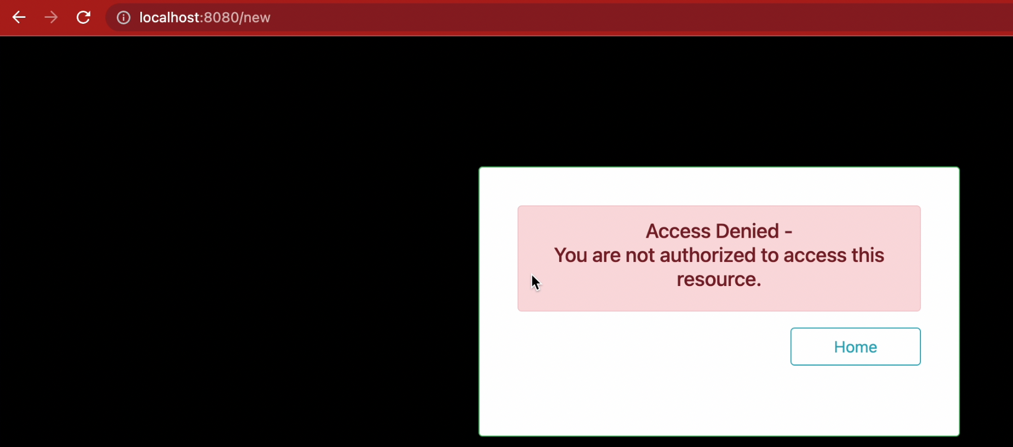 localhost:8080/new
Access Denied -
You are not authorized to access this
resource.
Home